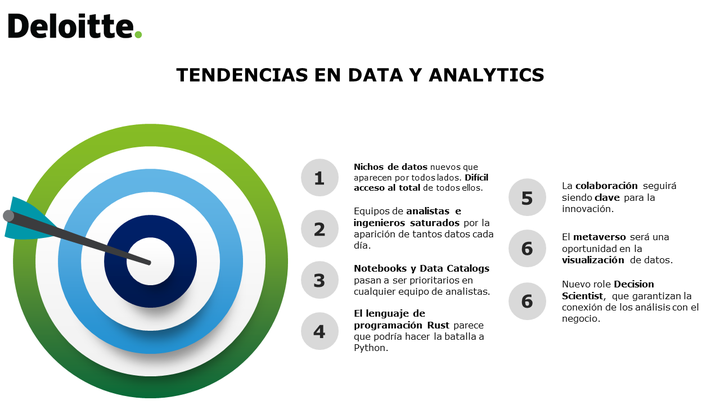 Deloitte.
TENDENCIAS EN DATA Y ANALYTICS
1
Nichos de datos nuevos que
aparecen por todos lados. Difícil
acceso al total de todos ellos.
2
Equipos de analistas e
ingenieros saturados por la
aparición de tantos datos cada
día.
3
Notebooks y Data Catalogs
pasan a ser prioritarios en
cualquier equipo de analistas.
4
El lenguaje de
programación Rust parece
que podría hacer la batalla a
Python.
5
La colaboración seguirá
siendo clave para la
innovación.
6
El metaverso será una
oportunidad en la
visualización de datos.
6
Nuevo role Decision
Scientist, que garantizan la
conexión de los análisis con el
negocio.